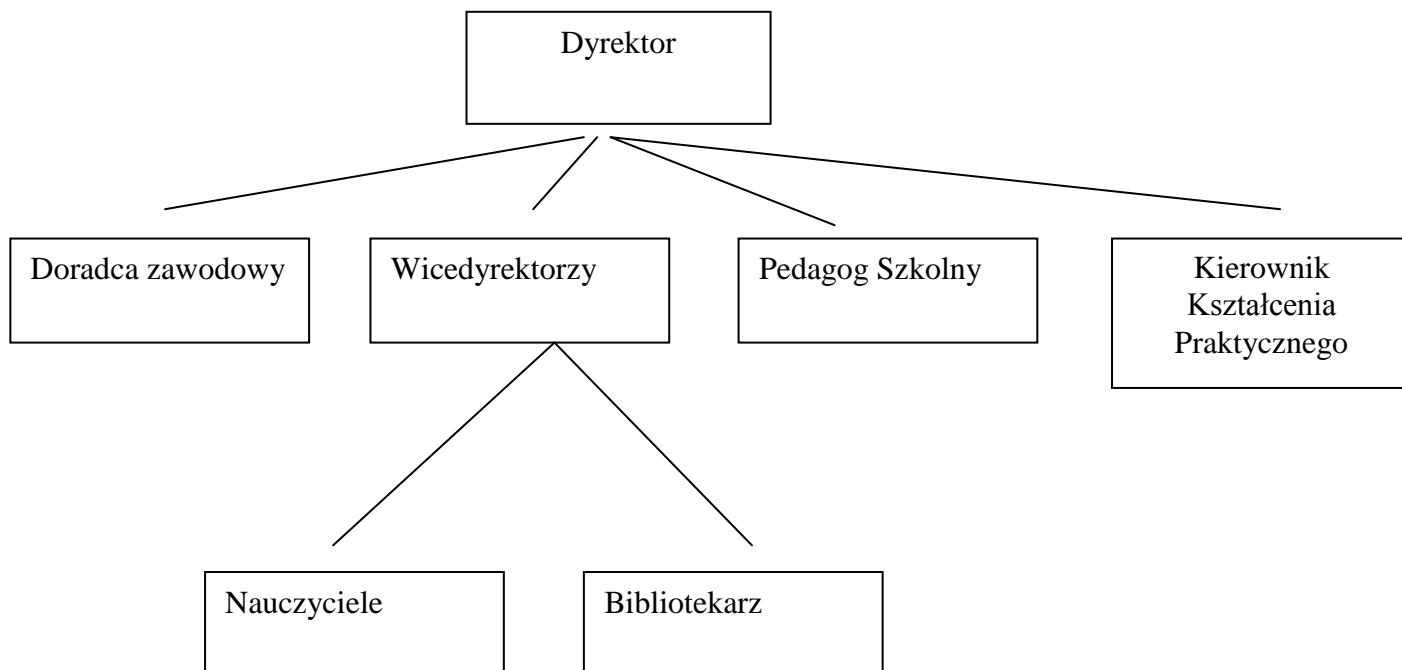 Dyrektor
Doradca zawodowy
Wicedyrektorzy
Pedagog Szkolny
Kierownik
Kształcenia
Praktycznego
Nauczyciele
Bibliotekarz